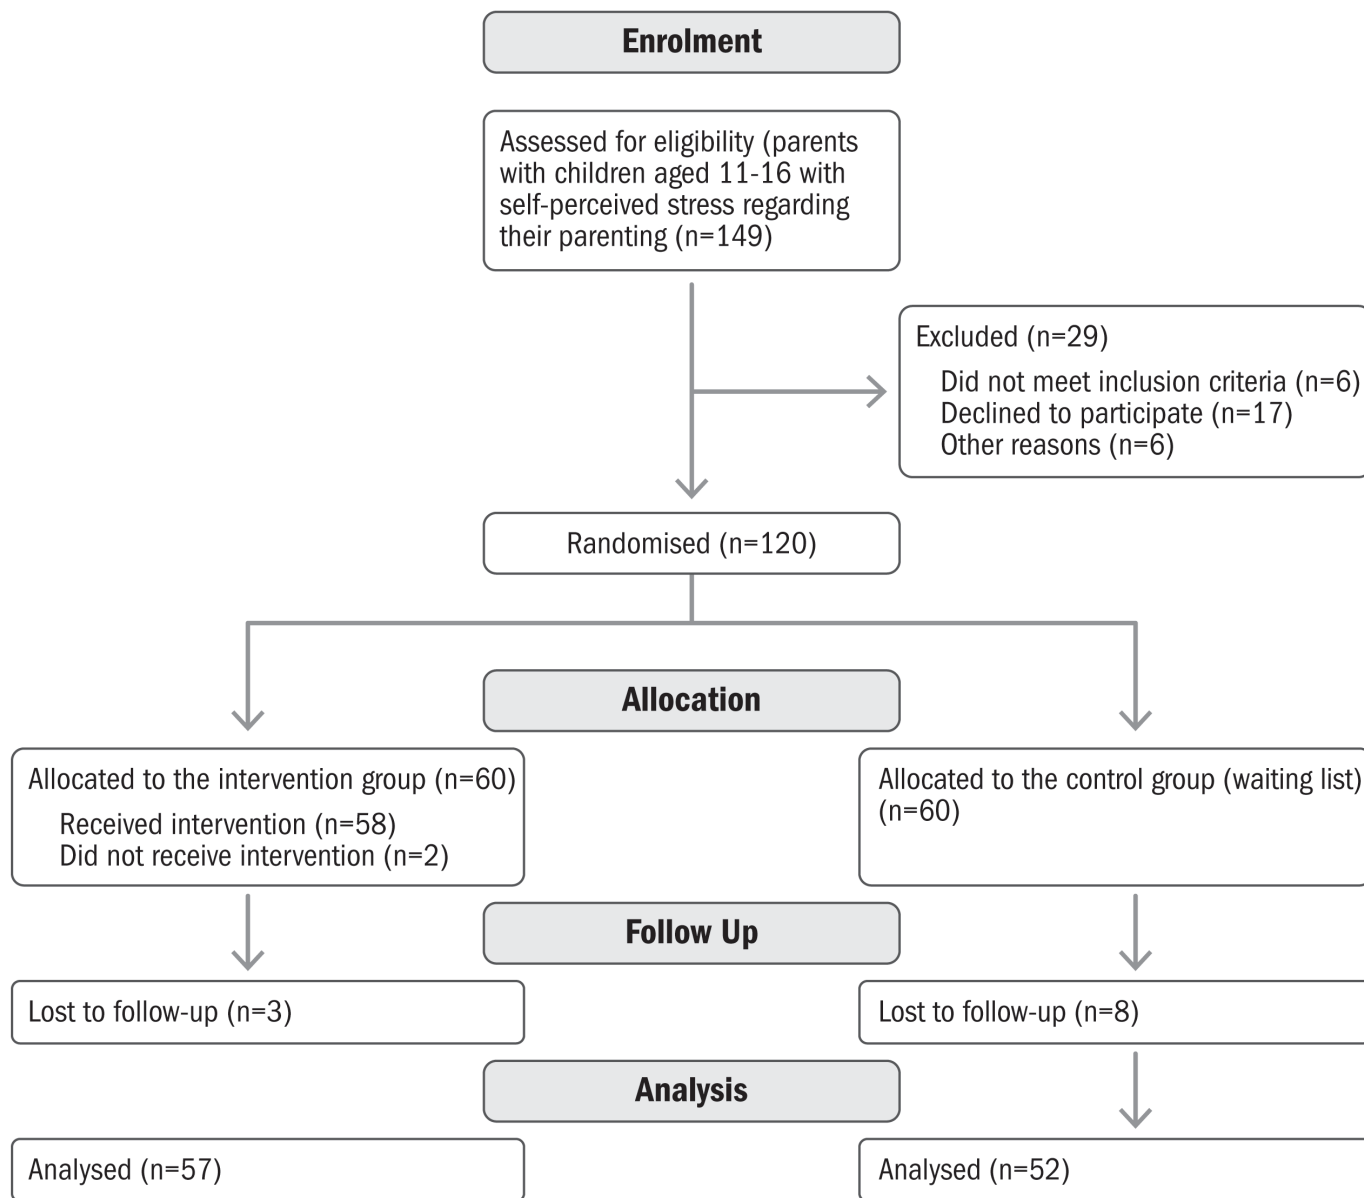 Enrolment
Assessed for eligibility (parents
with children aged 11-16 with
self-perceived stress regarding
their parenting (n=149)
Excluded (n=29)
Did not meet inclusion criteria (n=6)
Declined to participate (n=17)
Other reasons (n=6)
Randomised (n=120)
Allocation
Allocated to the intervention group (n=60)
Received intervention (n=58)
Did not receive intervention (n=2)
Allocated to the control group (waiting list)
(n=60)
Follow Up
Lost to follow-up (n=3)
Lost to follow-up (n=8)
Analysis
Analysed (n=57)
Analysed (n=52)